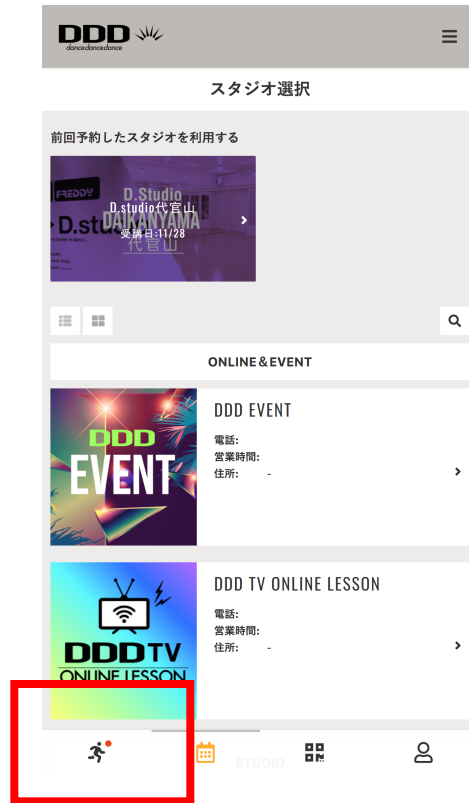 DDD
dancedancedance
スタジオ選択
前回予約したスタジオを利用する
FREDDY
D.Studio
D.studio代官山
DAIKANYAMA
受講日:11/28
代官山
ONLINE&EVENT
DDD EVENT
電話:
営業時間:
住所: -
DDD
EVENT
DDD TV ONLINE LESSON
電話:
営業時間:
住所: -
DDDTV
ONLINE LESSON
STUDIO